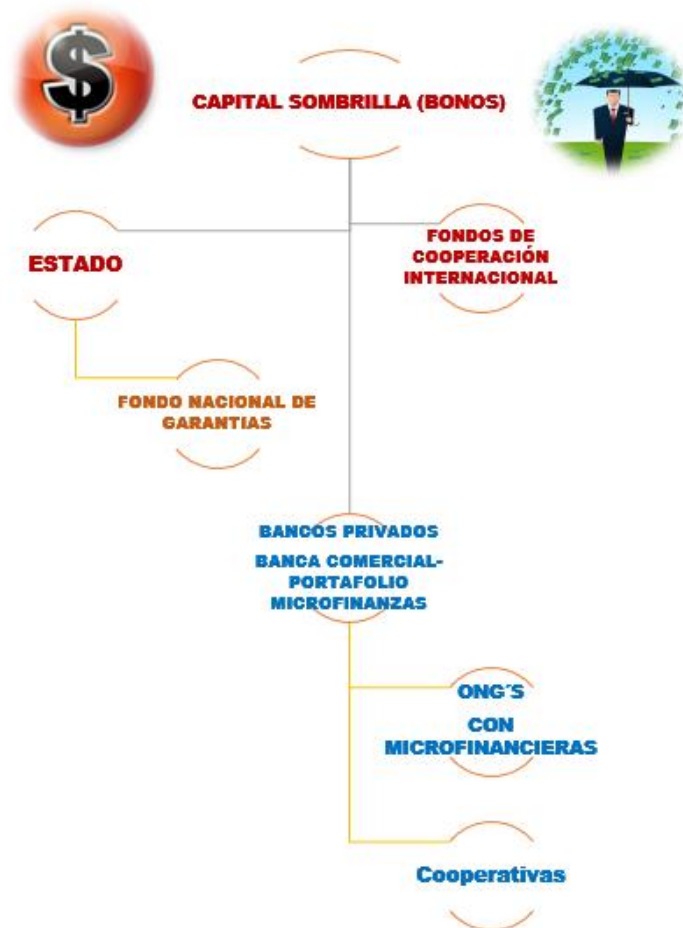 $
CAPITAL SOMBRILLA (BONOS)
ESTADO
FONDOS DE
COOPERACIÓN
INTERNACIONAL
FONDO NACIONAL DE
GARANTIAS
BANCOS PRIVADOS
BANCA COMERCIAL-
PORTAFOLIO
MICROFINANZAS
ONG´S
CON
MICROFINANCIERAS
Cooperativas